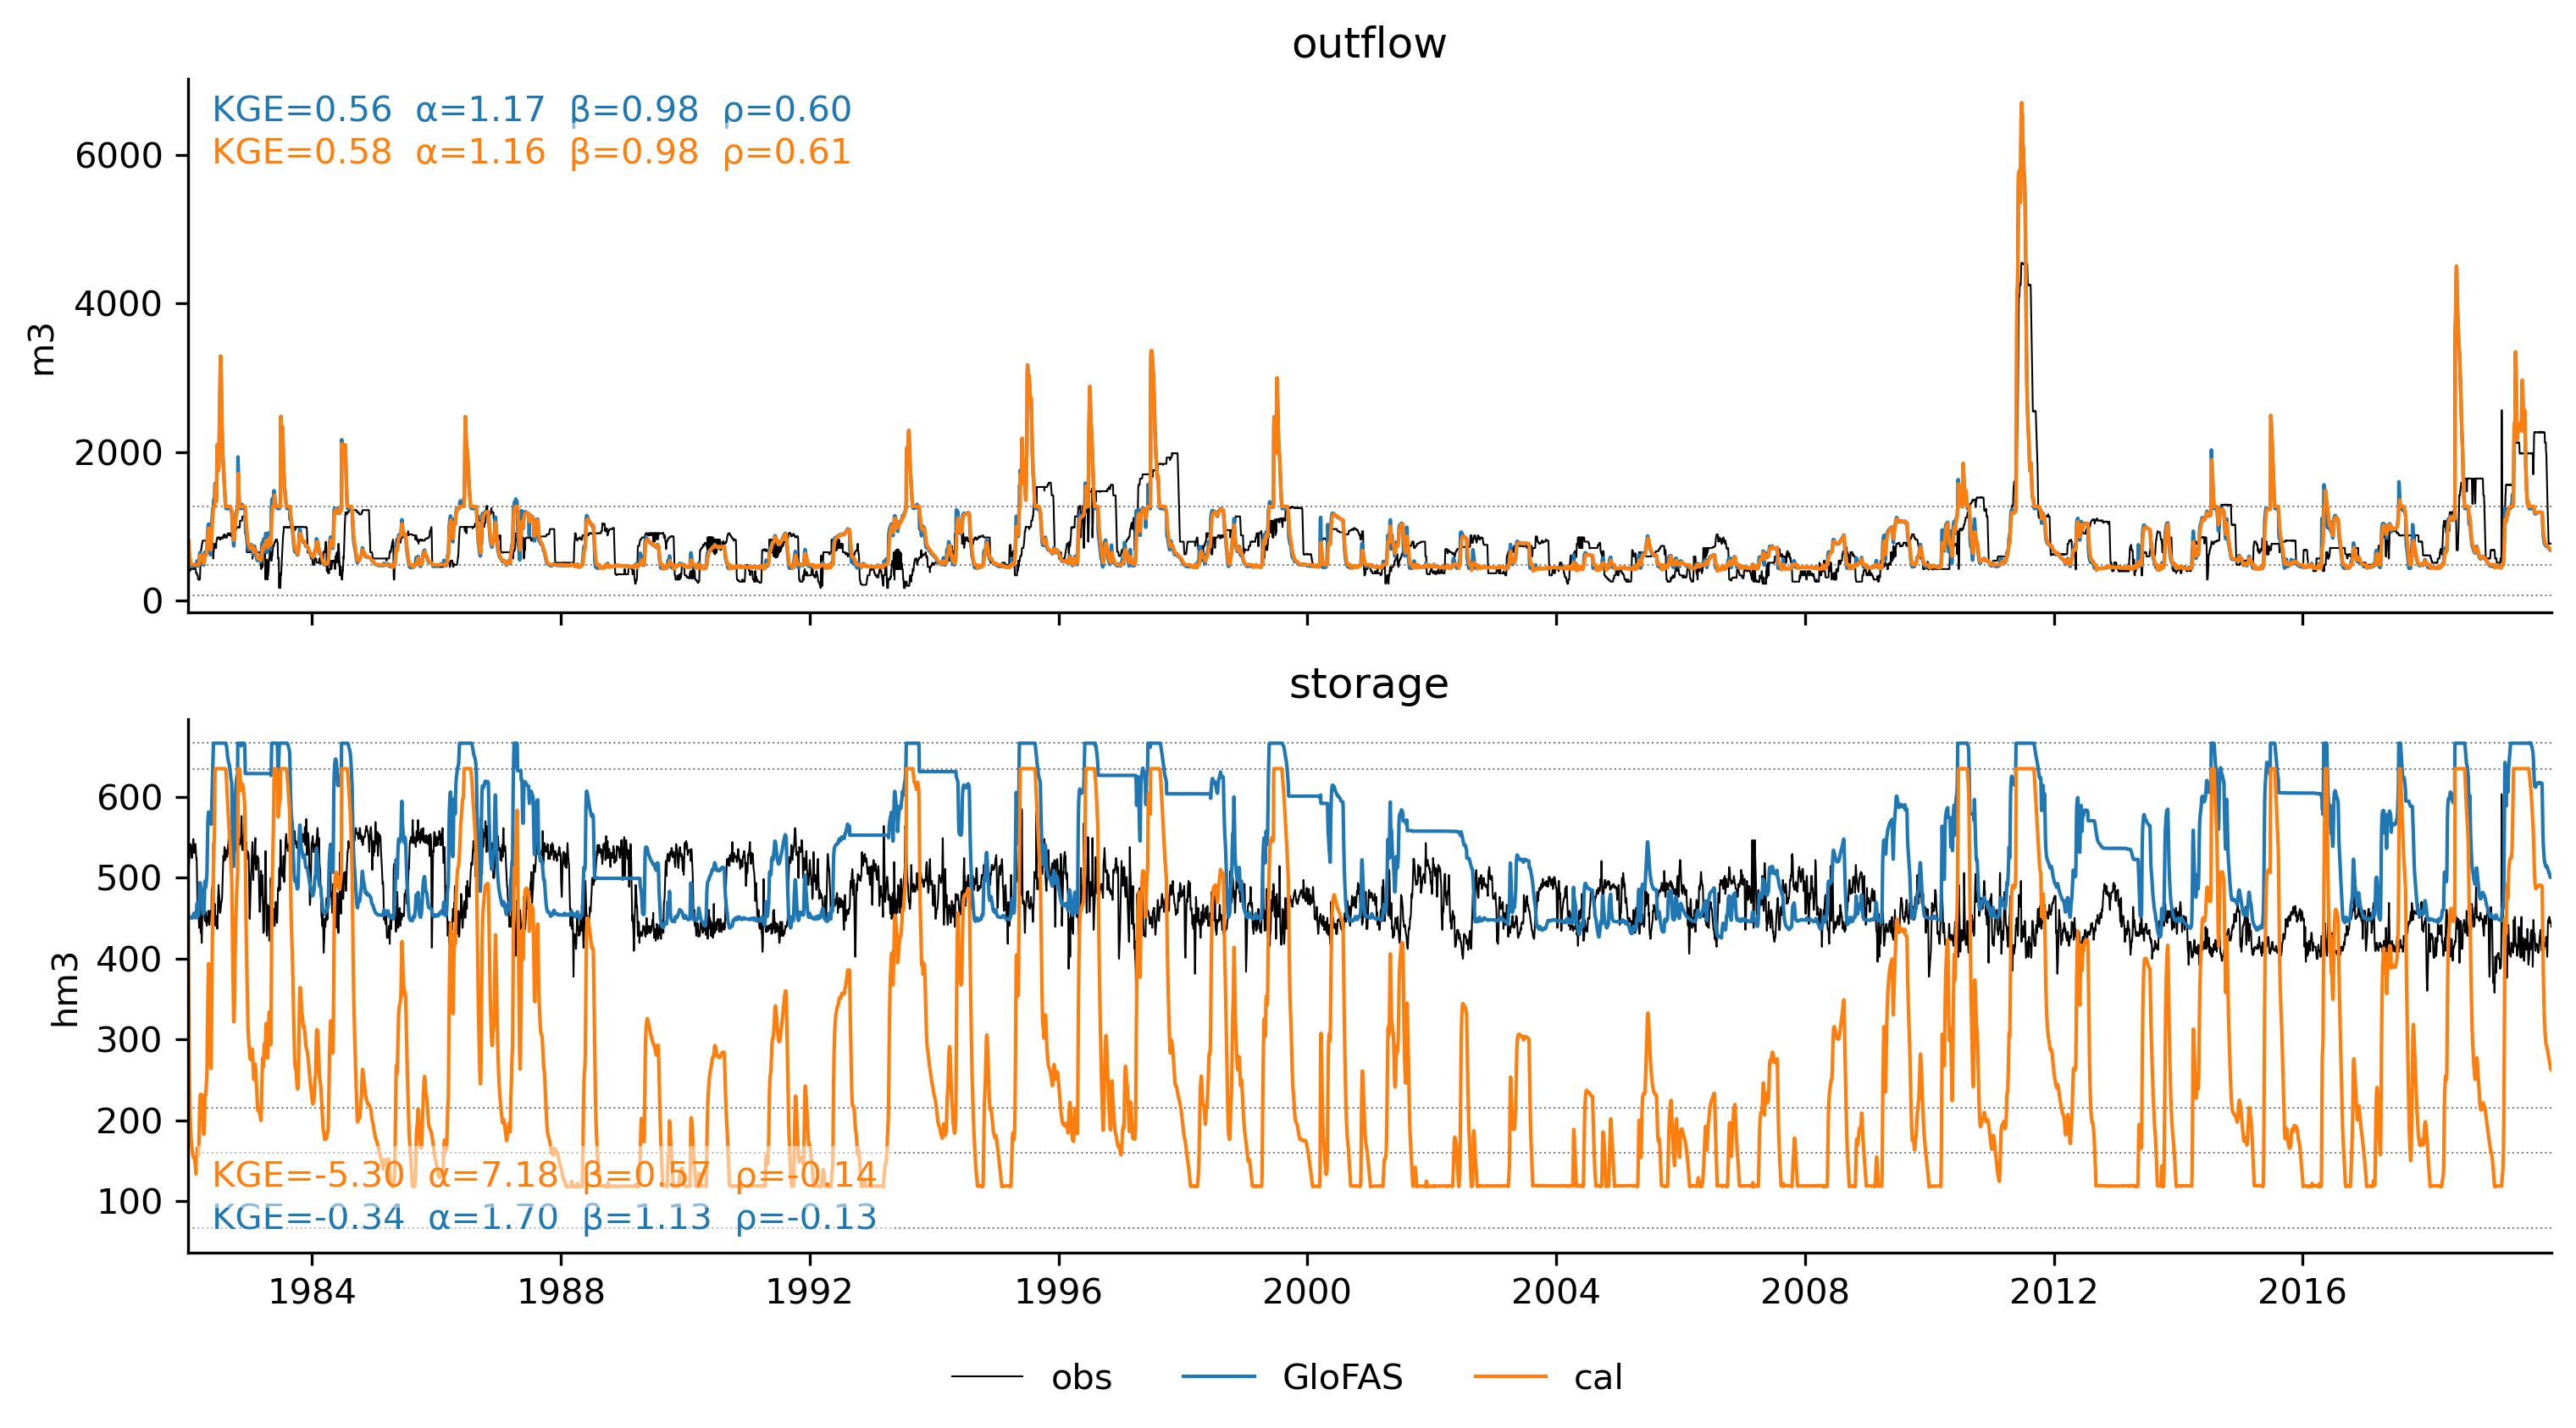 outflow
KGE=0.56 α=1.17 β=0.98 ρ=0.60
KGE=0.58 α=1.16 β=0.98 ρ=0.61
6000
4000
2000
0
m3
storage
600
500
400
300
200
100
hm3
KGE=-5.30 α=7.18 β=0.57 ρ=-0.14
KGE=-0.34 α=1.70 β=1.13 ρ=-0.13
1984 1988 1992 1996 2000 2004 2008 2012 2016
obs GloFAS cal